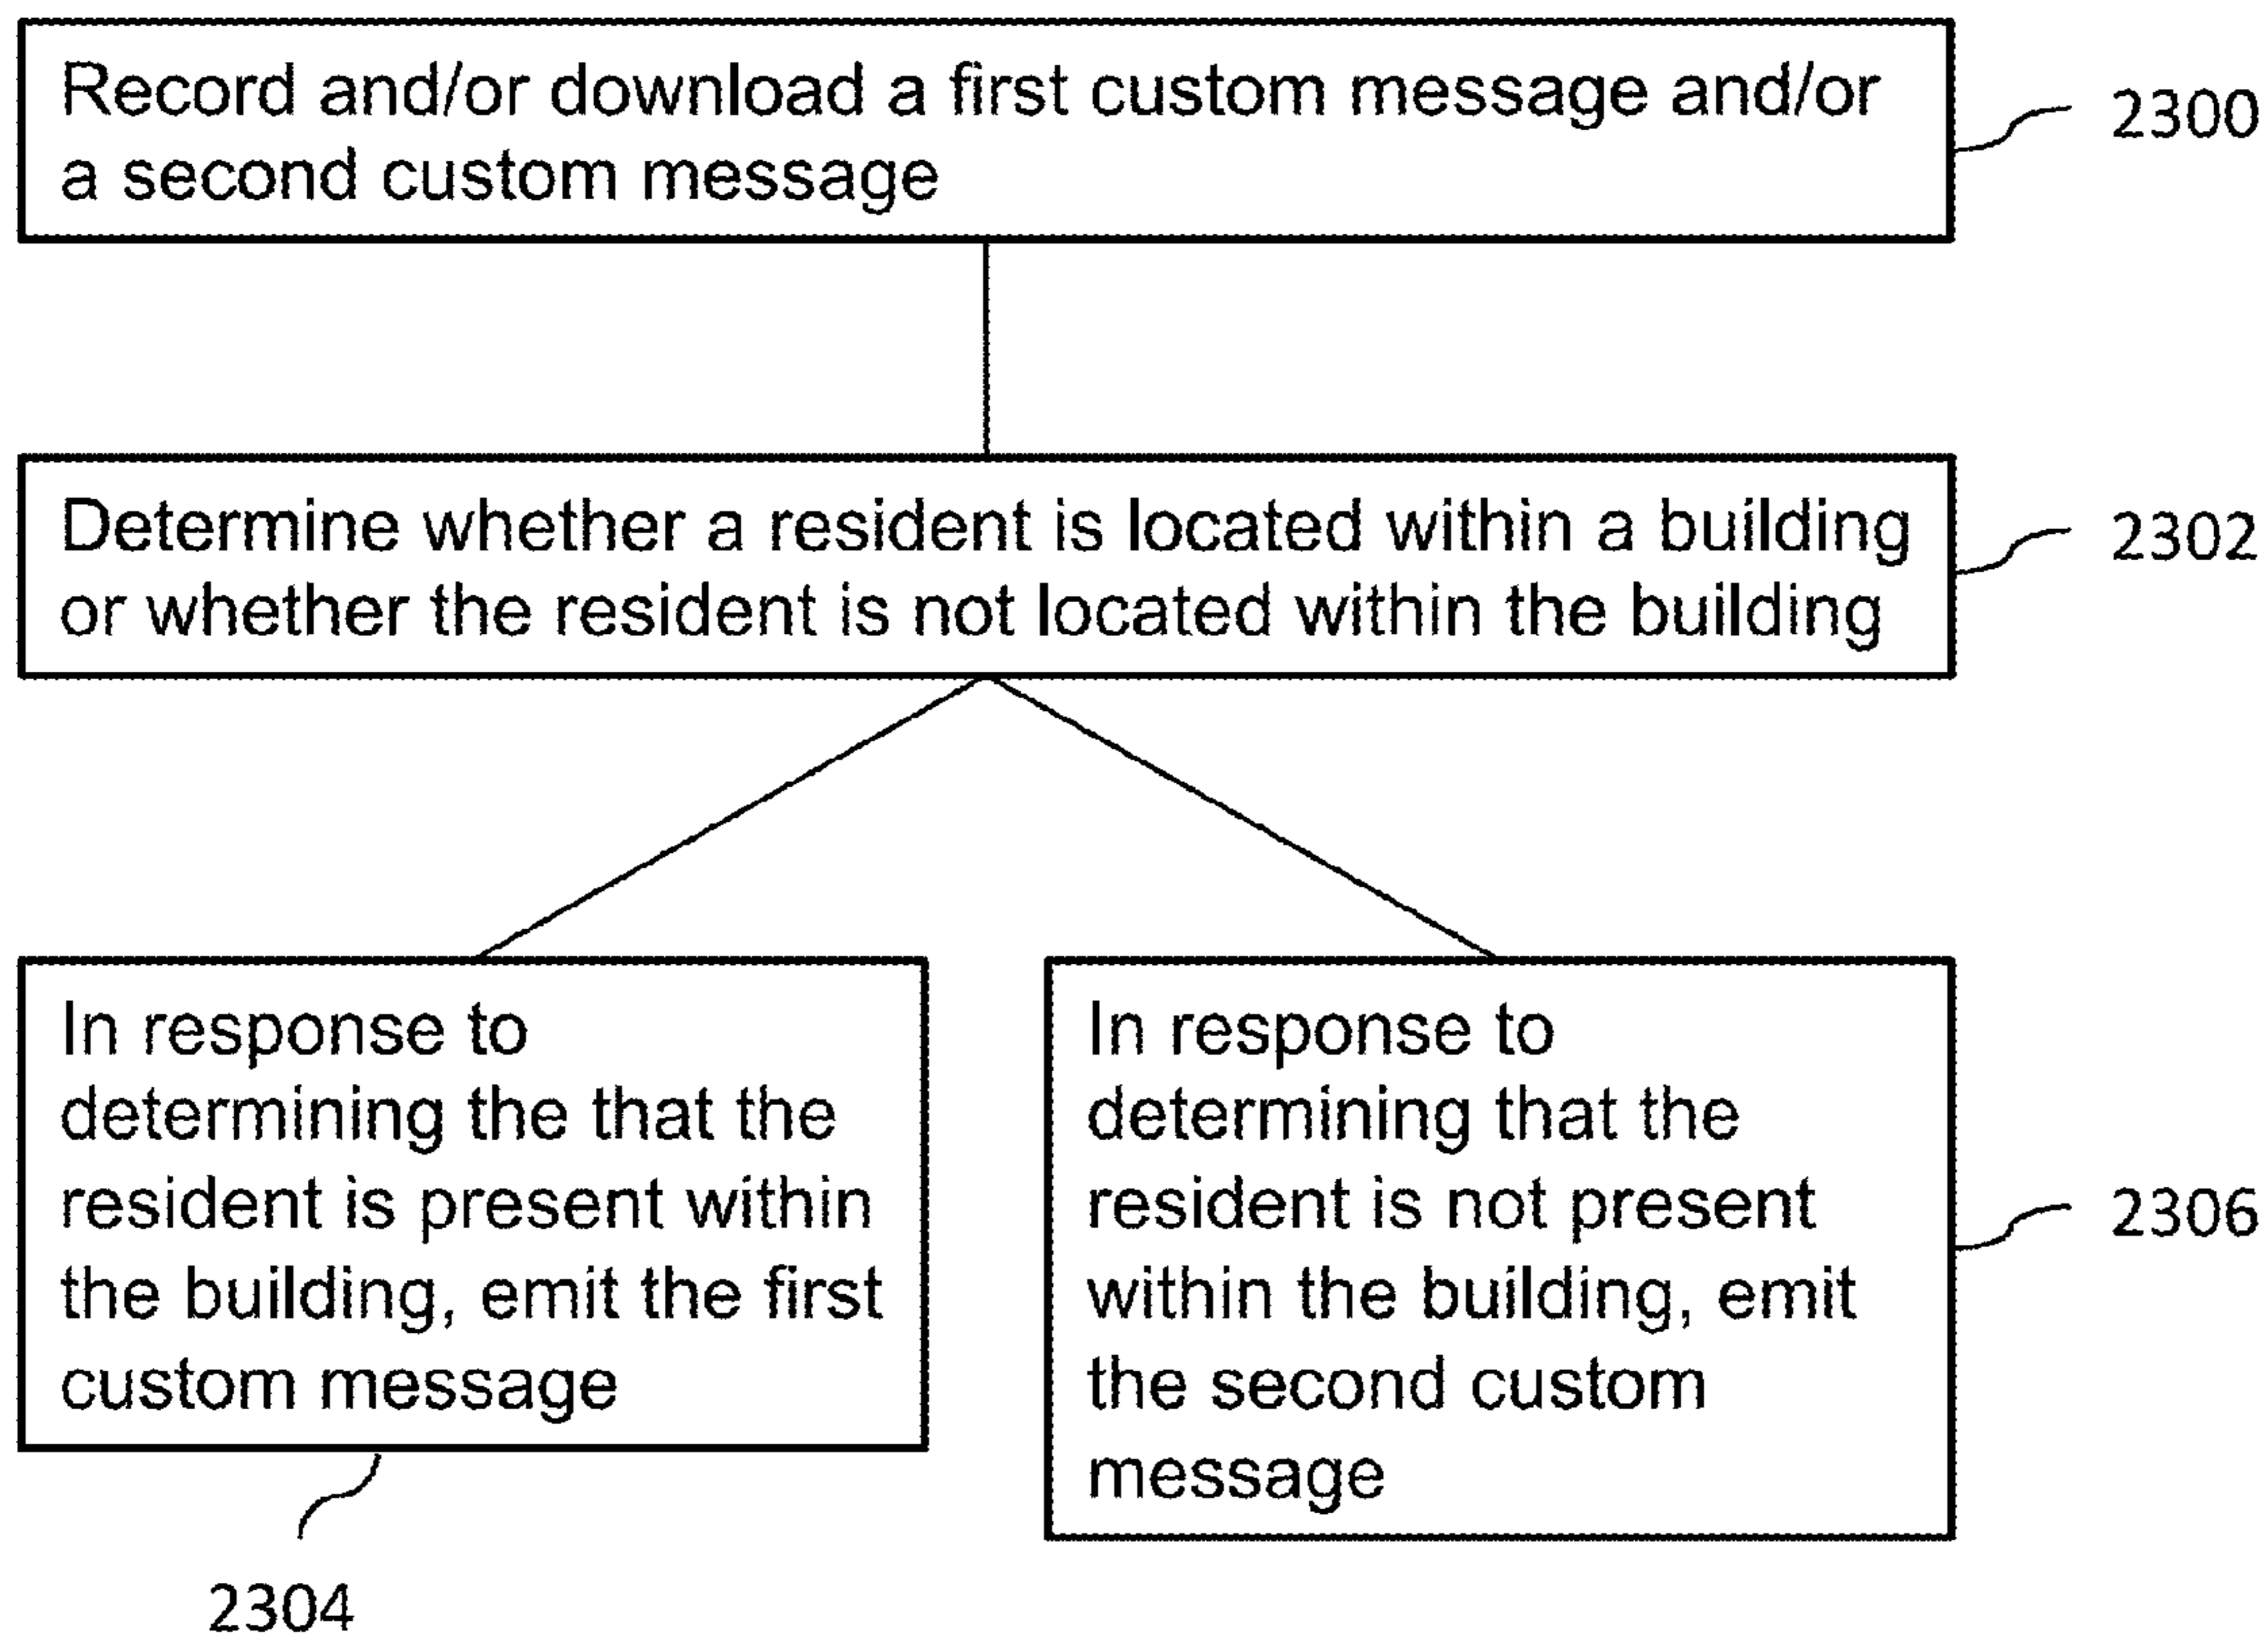 Record and/or download a first custom message and/or
a second custom message
2300
Determine whether a resident is located within a building
or whether the resident is not located within the building
2302
In response to
determining the that the
resident is present within
the building, emit the first
custom message
2304
In response to
determining that the
resident is not present
within the building, emit
the second custom
message
2306